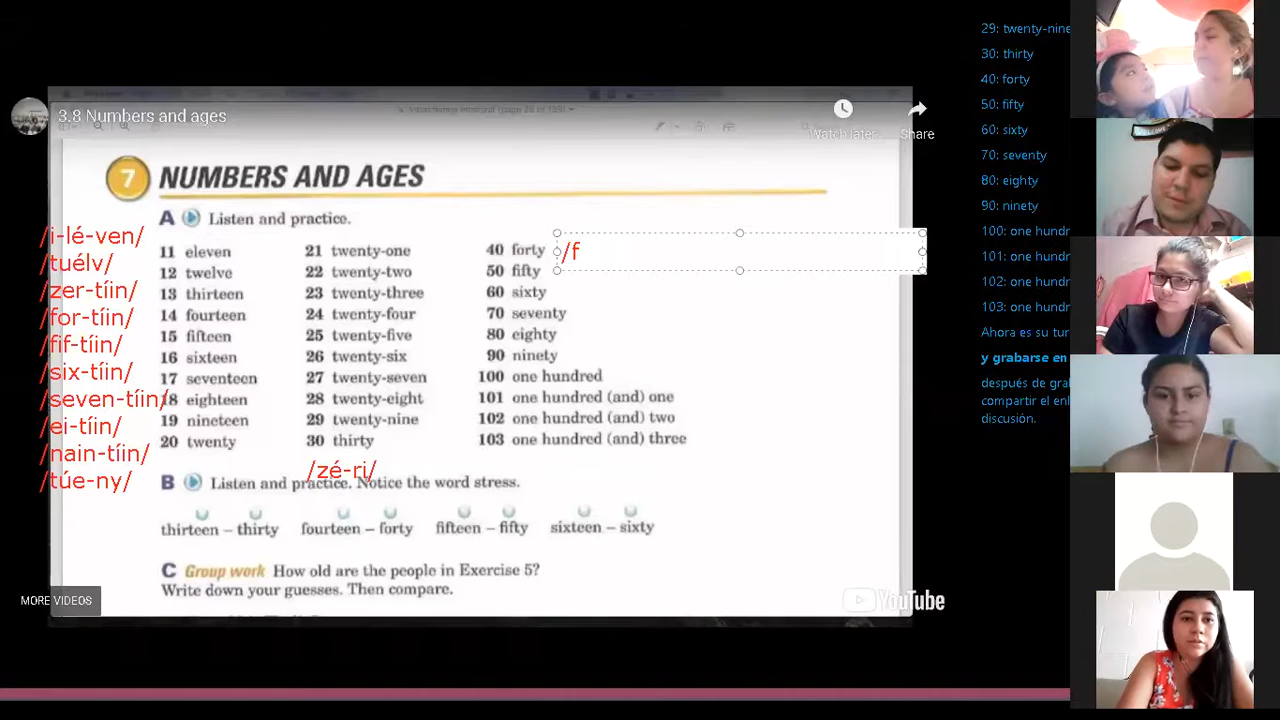 3.8 Numbers and ages
Watch later
Share
7 NUMBERS AND AGES
A Listen and practice.
11 eleven
12 twelve
13 thirteen
14 fourteen
15 fifteen
16 sixteen
17 seventeen
18 eighteen
19 nineteen
20 twenty
21 twenty-one
22 twenty-two
23 twenty-three
24 twenty-four
25 twenty-five
26 twenty-six
27 twenty-seven
28 twenty-eight
29 twenty-nine
30 thirty
40 forty
50 fifty
60 sixty
70 seventy
80 eighty
90 ninety
100 one hundred
101 one hundred (and) one
102 one hundred (and) two
103 one hundred (and) three
/i-lé-ven/
/tuélv/
/zer-tíin/
/for-tíin/
/fif-tíin/
/six-tíin/
/seven-tíin/
/ei-tíin/
/nain-tíin/
/túe-ny/
/zé-ri/
/f
B Listen and practice. Notice the word stress.
thirteen – thirty fourteen – forty fifteen – fifty sixteen – sixty
C Group work How old are the people in Exercise 5?
Write down your guesses. Then compare.
MORE VIDEOS
YouTube
29: twenty-nine
30: thirty
40: forty
50: fifty
60: sixty
70: seventy
80: eighty
90: ninety
100: one hundr
101: one hundr
102: one hundr
103: one hundr
Ahora es su tur
y grabarse en
después de gra
compartir el enl
discusión.